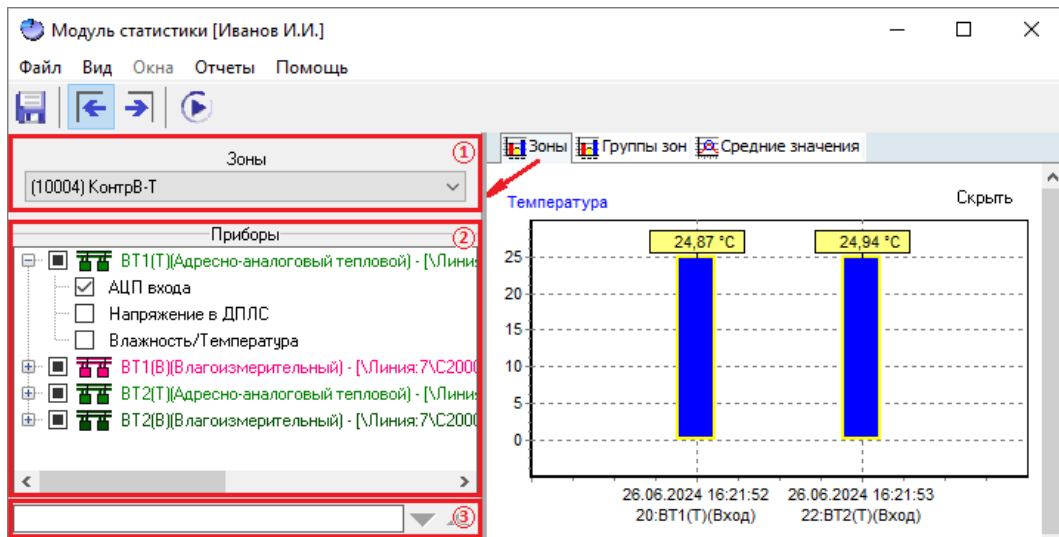 Модуль статистики [Иванов И.И.]
Файл Вид Окна Отчеты Помощь
Зоны
1
(10004) КонтрВ-Т
Приборы
2
ВТ1(Т)(Адресно-аналоговый тепловой) - [\Линия
АЦП входа
Напряжение в ДПЛС
Влажность/Температура
ВТ1(В)(Влагоизмерительный) - [\Линия:7\С2000
ВТ2(Т)(Адресно-аналоговый тепловой) - [\Линия
ВТ2(В)(Влагоизмерительный) - [\Линия:7\С2000
3
Зоны Группы зон Средние значения
Температура
Скрыть
24,87 °C 24,94 °C
25
20
15
10
5
0
26.06.2024 16:21:52 26.06.2024 16:21:53
20:ВТ1(Т)(Вход) 22:ВТ2(Т)(Вход)